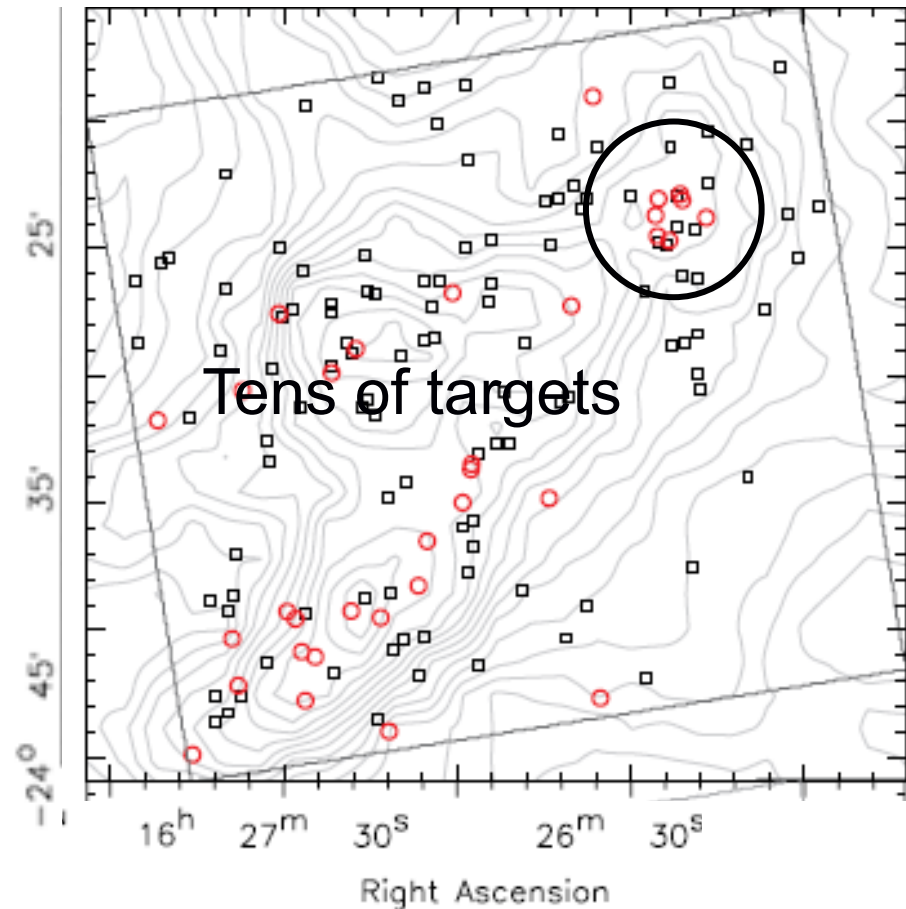 25'
Tens of targets
35'
45'
-24°
16h 27m 30s 26m 30s
Right Ascension